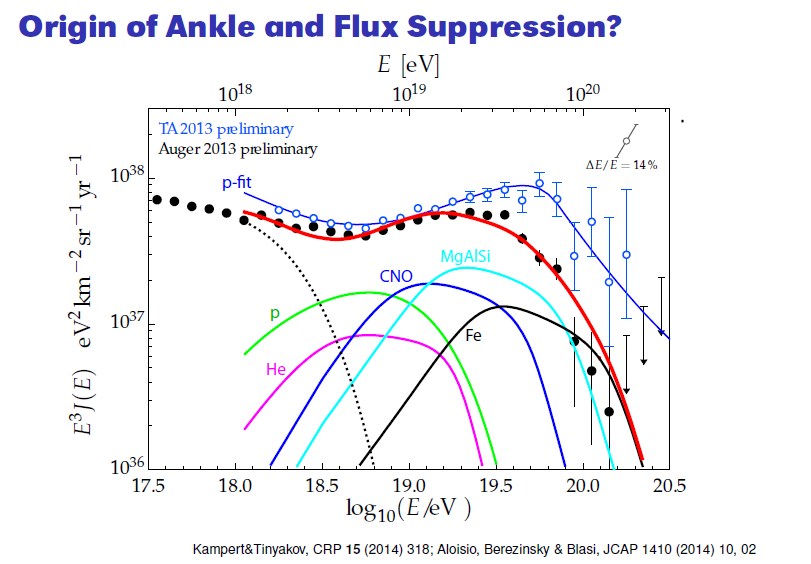 Origin of Ankle and Flux Suppression?
E [eV]
10^18 10^19 10^20
TA 2013 preliminary
Auger 2013 preliminary
ΔE/E = 14%
10^38
p-fit
MgAlSi
CNO
p
10^37
Fe
He
10^36
E^3 J(E) eV^2 km^−2 sr^−1 yr^−1
17.5 18.0 18.5 19.0 19.5 20.0 20.5
log10(E/eV)
Kampert&Tinyakov, CRP 15 (2014) 318; Aloisio, Berezinsky & Blasi, JCAP 1410 (2014) 10, 02